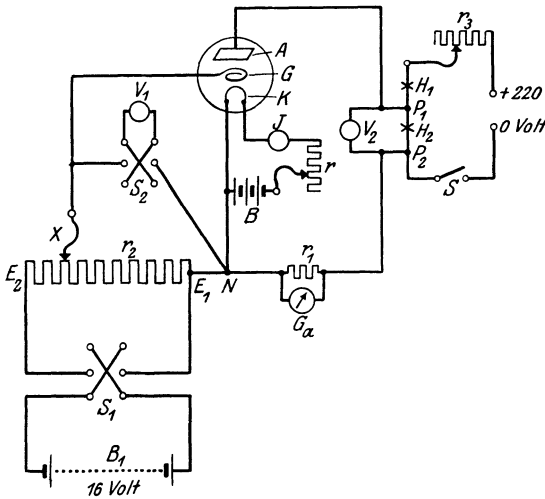 r₃
A
G
K
V₁
H₁
P₁
+220
J
V₂
H₂
0 Volt
P₂
r
S
S₂
B
X
r₂
E₂
E₁
N
r₁
Gₐ
S₁
B₁
16 Volt